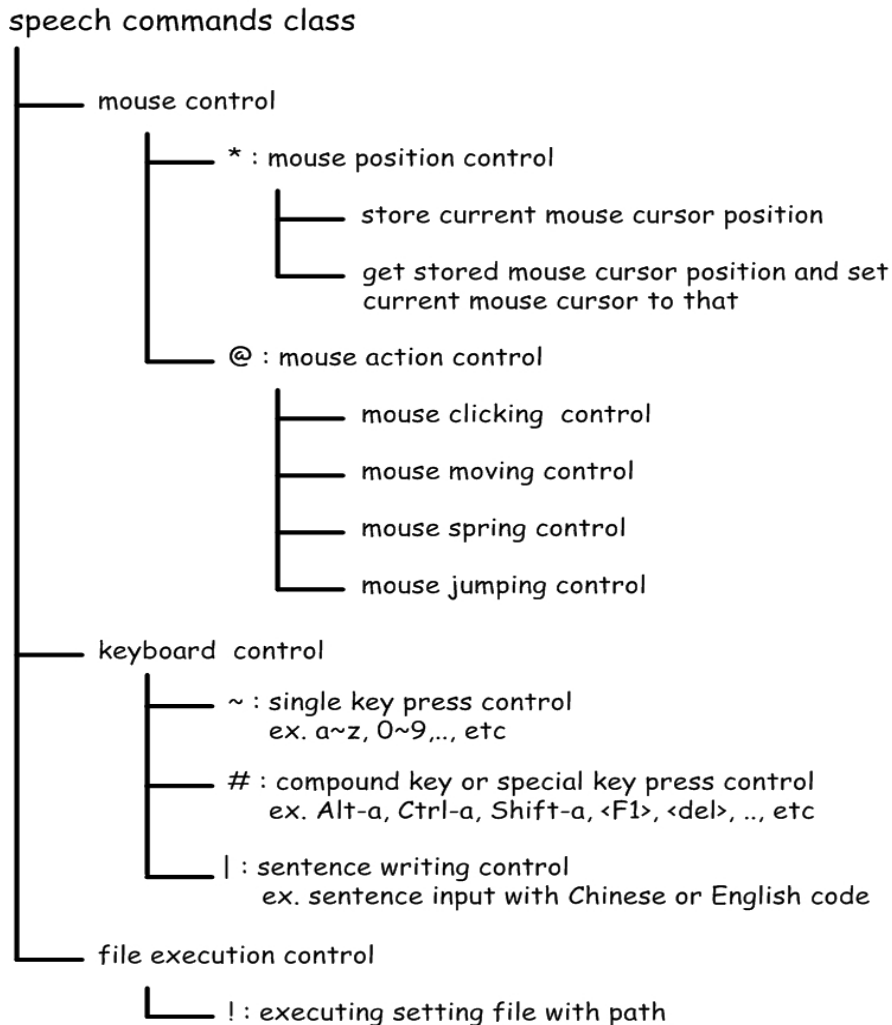 speech commands class
mouse control
* : mouse position control
store current mouse cursor position
get stored mouse cursor position and set
current mouse cursor to that
@ : mouse action control
mouse clicking control
mouse moving control
mouse spring control
mouse jumping control
keyboard control
~ : single key press control
ex. a~z, 0~9,.., etc
# : compound key or special key press control
ex. Alt-a, Ctrl-a, Shift-a, <F1>, <del>, .., etc
| : sentence writing control
ex. sentence input with Chinese or English code
file execution control
! : executing setting file with path